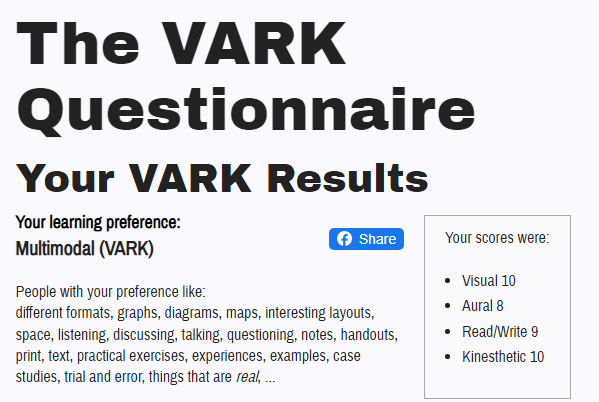 The VARK
Questionnaire
Your VARK Results
Your learning preference:
Multimodal (VARK)
Share
People with your preference like:
different formats, graphs, diagrams, maps, interesting layouts,
space, listening, discussing, talking, questioning, notes, handouts,
print, text, practical exercises, experiences, examples, case
studies, trial and error, things that are real, ...
Your scores were:
• Visual 10
• Aural 8
• Read/Write 9
• Kinesthetic 10